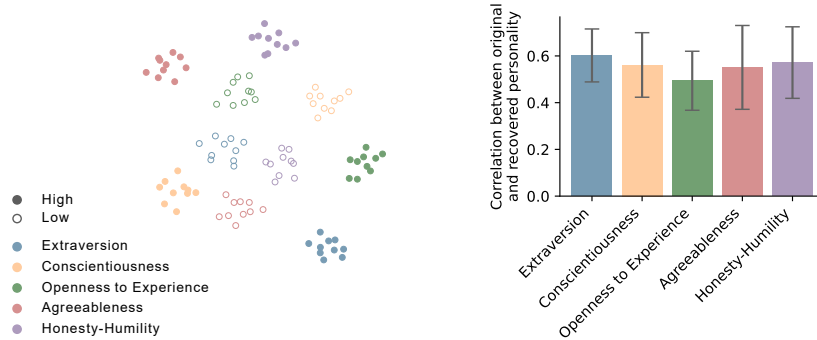 High
Low
Extraversion
Conscientiousness
Openness to Experience
Agreeableness
Honesty-Humility
Correlation between original
and recovered personality
0.6
0.4
0.2
0.0
Extraversion
Conscientiousness
Openness to Experience
Agreeableness
Honesty-Humility